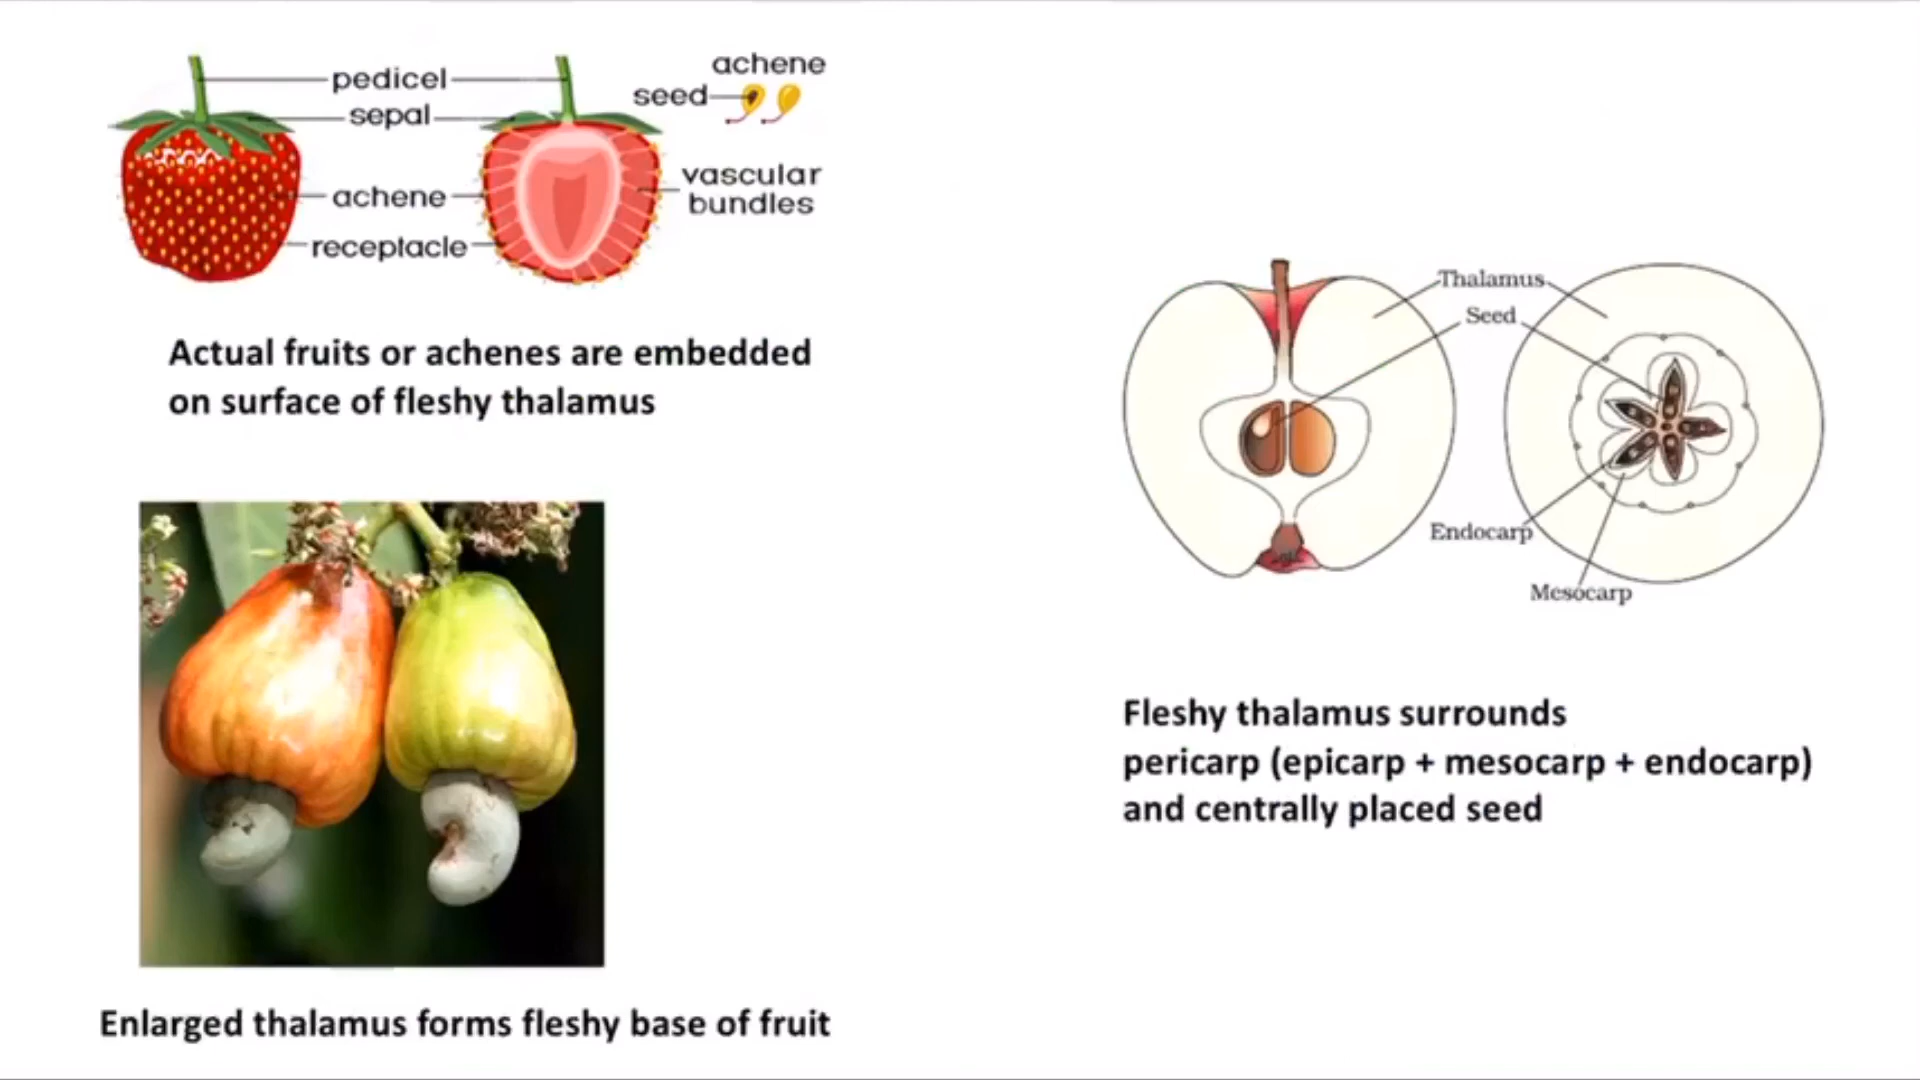 pedicel
sepal
achene
receptacle
achene
seed
vascular
bundles
Actual fruits or achenes are embedded
on surface of fleshy thalamus
Enlarged thalamus forms fleshy base of fruit
Thalamus
Seed
Endocarp
Mesocarp
Fleshy thalamus surrounds
pericarp (epicarp + mesocarp + endocarp)
and centrally placed seed